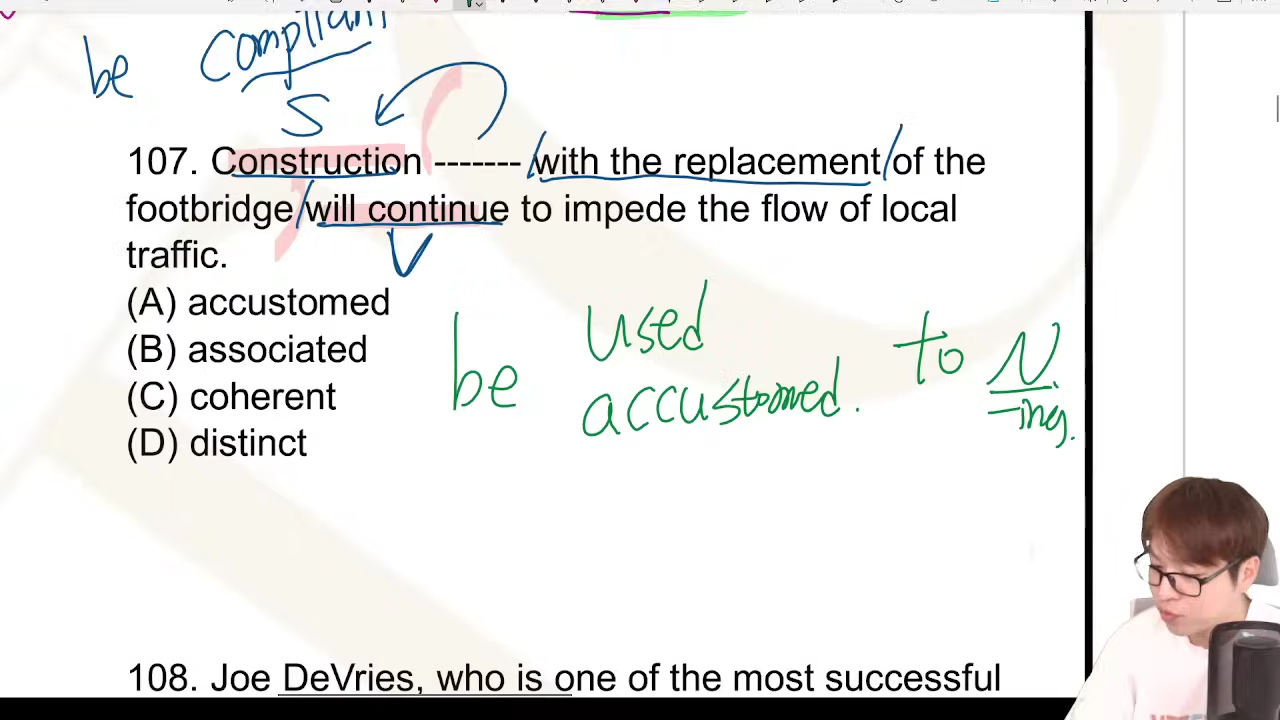 be compliant
S
107. Construction ------- with the replacement of the
footbridge will continue to impede the flow of local
traffic.
V
(A) accustomed
(B) associated
(C) coherent
(D) distinct
be used to N.
accustomed. -ing.
108. Joe DeVries, who is one of the most successful